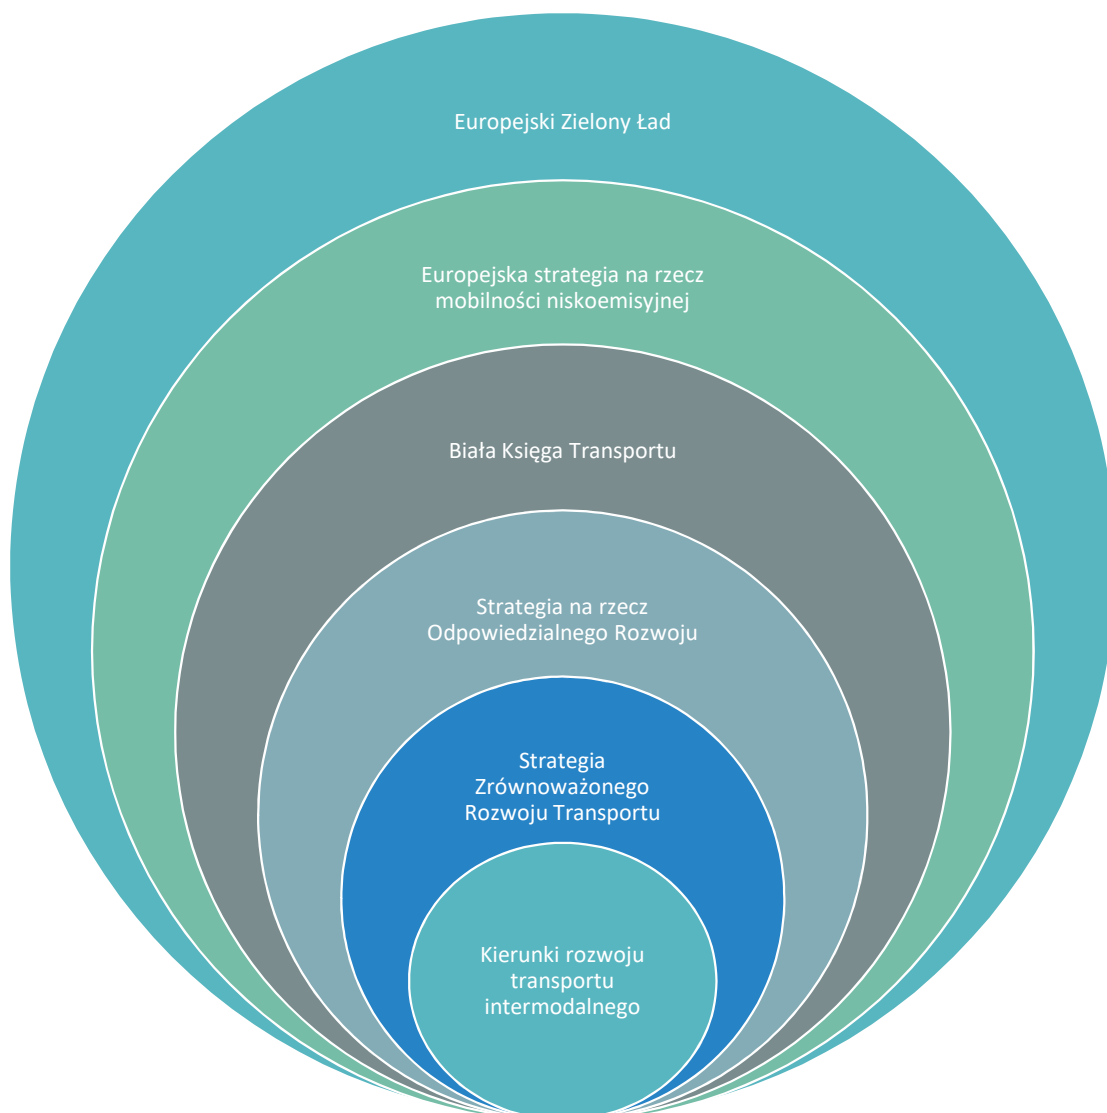 Europejski Zielony Ład
Europejska strategia na rzecz
mobilności niskoemisyjnej
Biała Księga Transportu
Strategia na rzecz
Odpowiedzialnego Rozwoju
Strategia
Zrównoważonego
Rozwoju Transportu
Kierunki rozwoju
transportu
intermodalnego